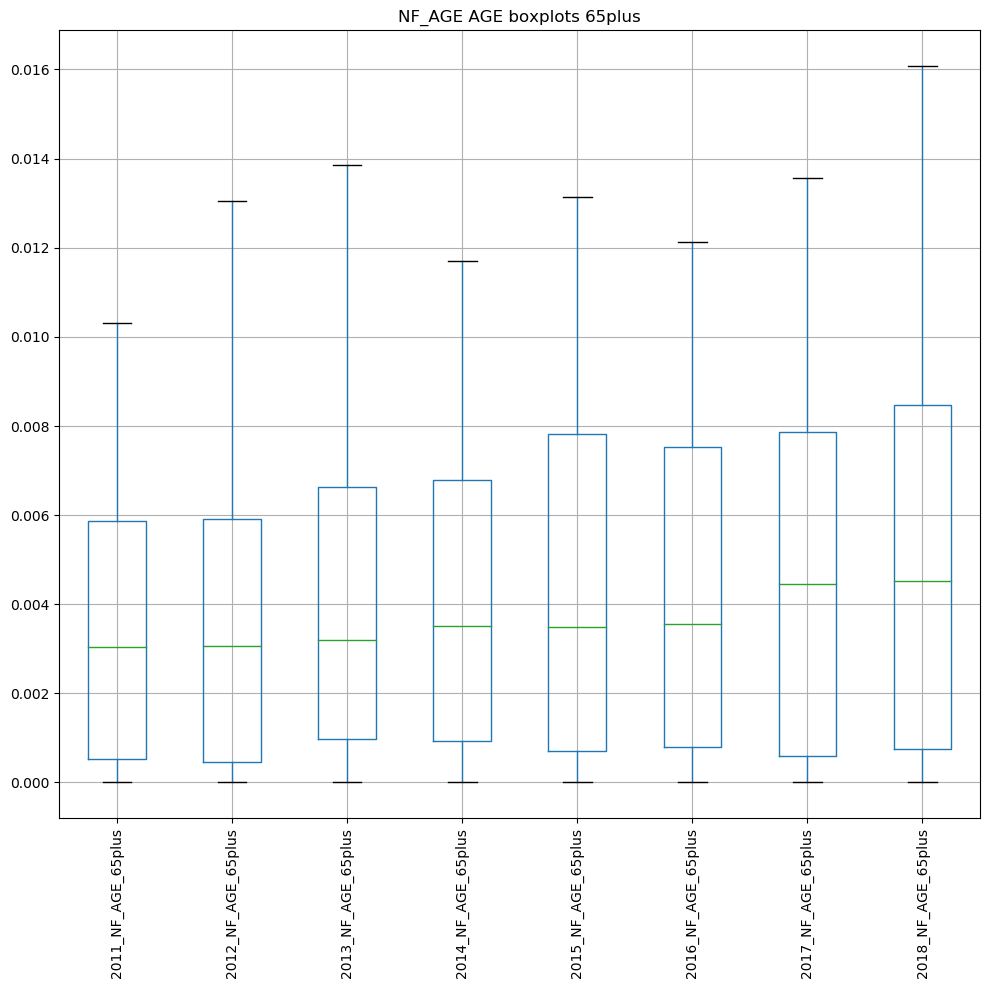 NF_AGE AGE boxplots 65plus
0.016
0.014
0.012
0.010
0.008
0.006
0.004
0.002
0.000
2011_NF_AGE_65plus
2012_NF_AGE_65plus
2013_NF_AGE_65plus
2014_NF_AGE_65plus
2015_NF_AGE_65plus
2016_NF_AGE_65plus
2017_NF_AGE_65plus
2018_NF_AGE_65plus